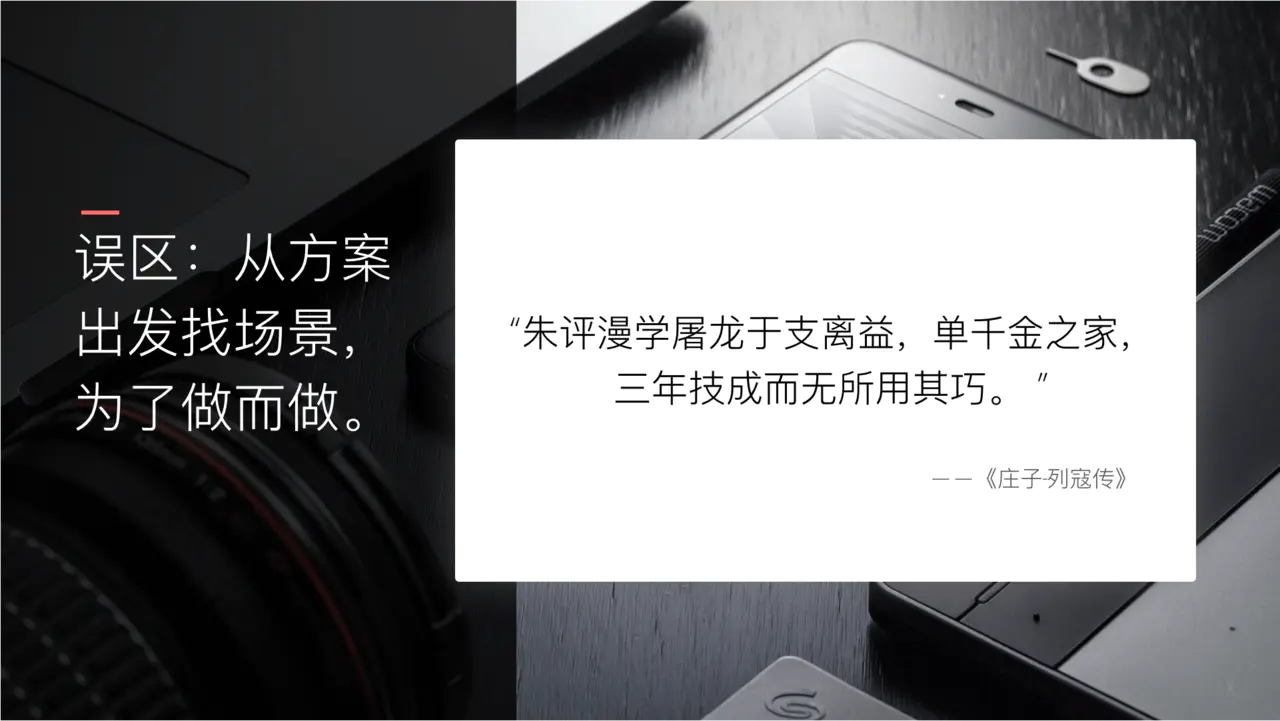 误区：从方案
出发找场景，
为了做而做。
“朱评漫学屠龙于支离益，单千金之家，
三年技成而无所用其巧。”
——《庄子-列寇传》
wacom